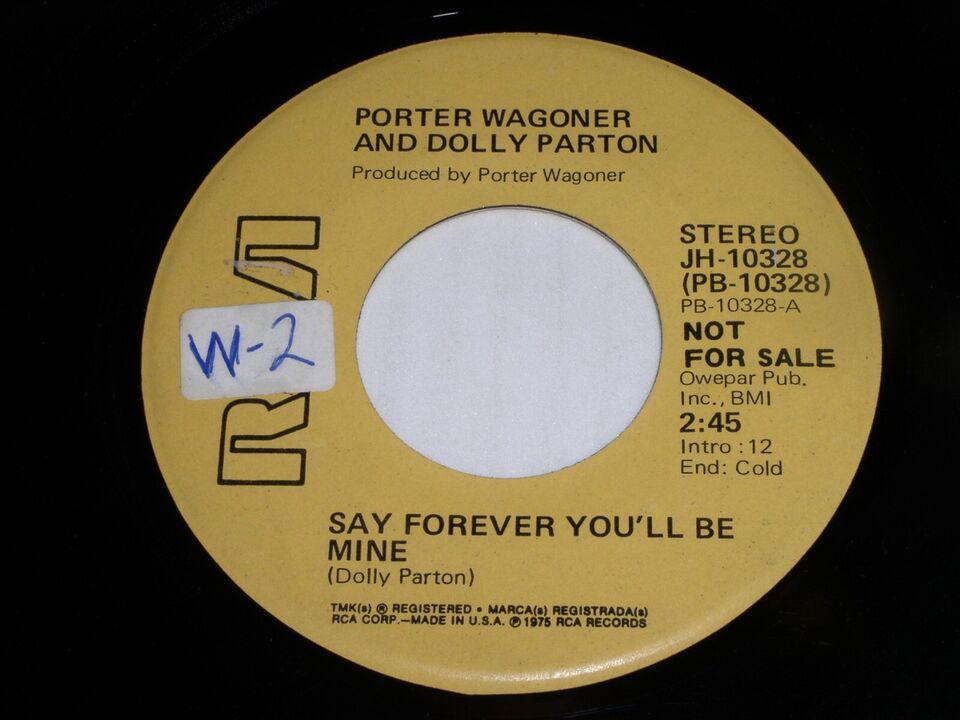 PORTER WAGONER
AND DOLLY PARTON
Produced by Porter Wagoner
W-2
STEREO
JH-10328
(PB-10328)
PB-10328-A
NOT
FOR SALE
Owepar Pub.
Inc., BMI
2:45
Intro : 12
End: Cold
SAY FOREVER YOU'LL BE
MINE
(Dolly Parton)
TMK(s) ® REGISTERED • MARCA(s) REGISTRADA(s)
RCA CORP.—MADE IN U.S.A. ℗ 1975 RCA RECORDS